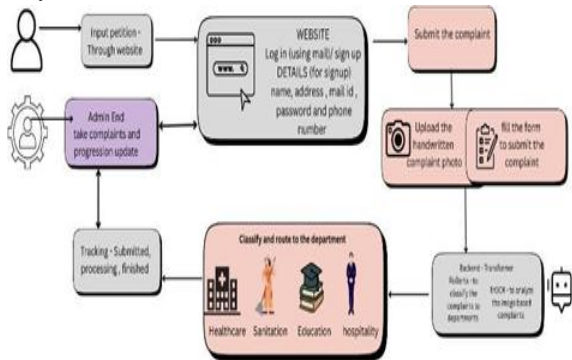 Input petition -
Through website
WEBSITE
Log in (using mail)/ sign up
DETAILS (for signup)
name, address , mail id ,
password and phone
number
www.
Submit the complaint
Admin End
take complaints and
progression update
Upload the
handwritten
complaint photo
fill the form
to submit the
complaint
Classify and route to the department
Healthcare Sanitation Education hospitality
Tracking - Submitted,
processing , finished
Backend - Transformer
to
classify the
complaints to
departments
to analyze
the image based
complaints